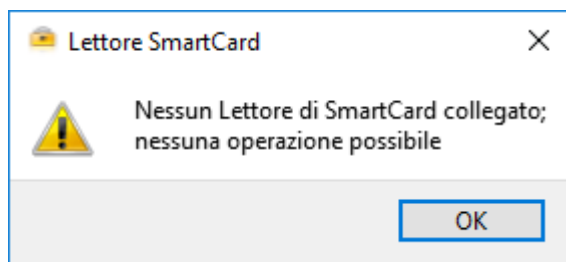 Lettore SmartCard
Nessun Lettore di SmartCard collegato;
nessuna operazione possibile
OK